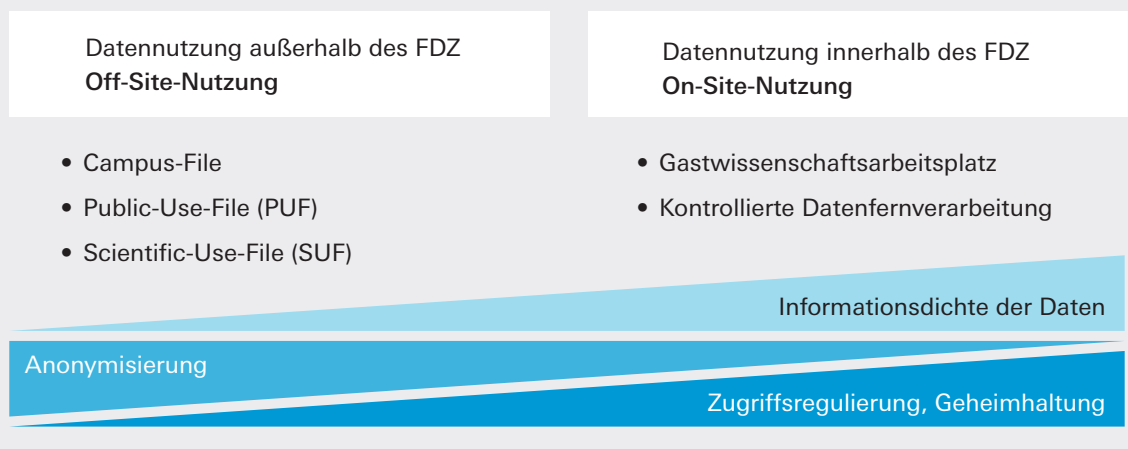 Datennutzung außerhalb des FDZ
Off-Site-Nutzung
• Campus-File
• Public-Use-File (PUF)
• Scientific-Use-File (SUF)
Datennutzung innerhalb des FDZ
On-Site-Nutzung
• Gastwissenschaftsarbeitsplatz
• Kontrollierte Datenfernverarbeitung
Informationsdichte der Daten
Anonymisierung
Zugriffsregulierung, Geheimhaltung